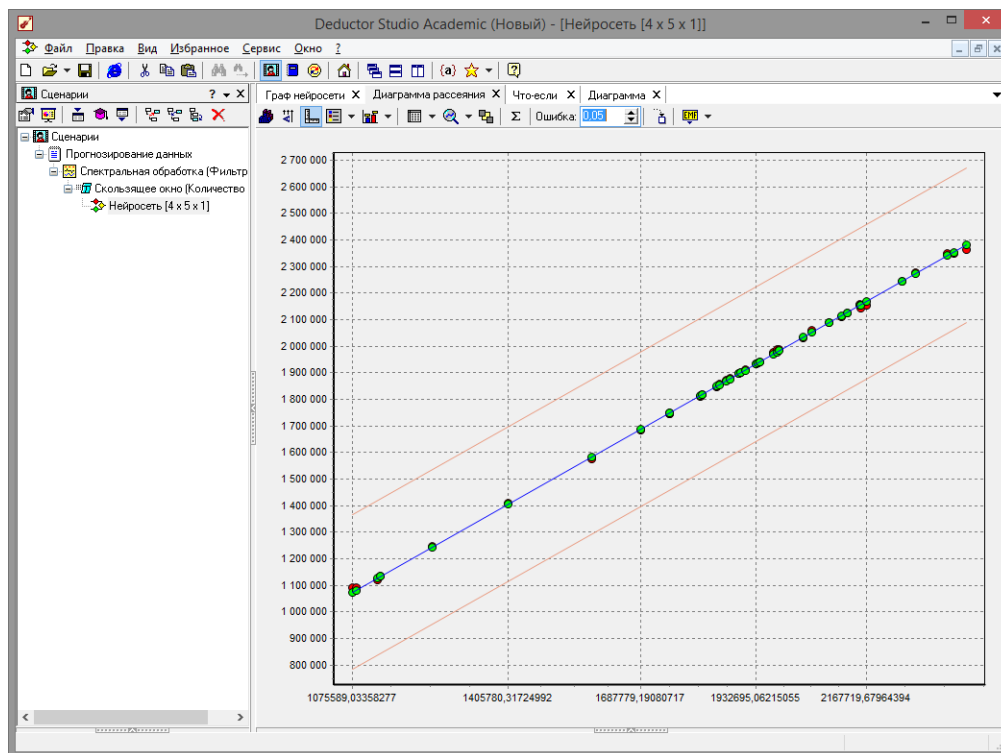 Deductor Studio Academic (Новый) - [Нейросеть [4 x 5 x 1]]
Файл Правка Вид Избранное Сервис Окно ?
Сценарии
Сценарии
Прогнозирование данных
Спектральная обработка (Фильтр
Скользящее окно (Количество
Нейросеть [4 x 5 x 1]
Граф нейросети X Диаграмма рассеяния X Что-если X Диаграмма X
Σ Ошибка: 0,05 EMF
2 700 000
2 600 000
2 500 000
2 400 000
2 300 000
2 200 000
2 100 000
2 000 000
1 900 000
1 800 000
1 700 000
1 600 000
1 500 000
1 400 000
1 300 000
1 200 000
1 100 000
1 000 000
900 000
800 000
1075589,03358277 1405780,31724992 1687779,19080717 1932695,06215055 2167719,67964394